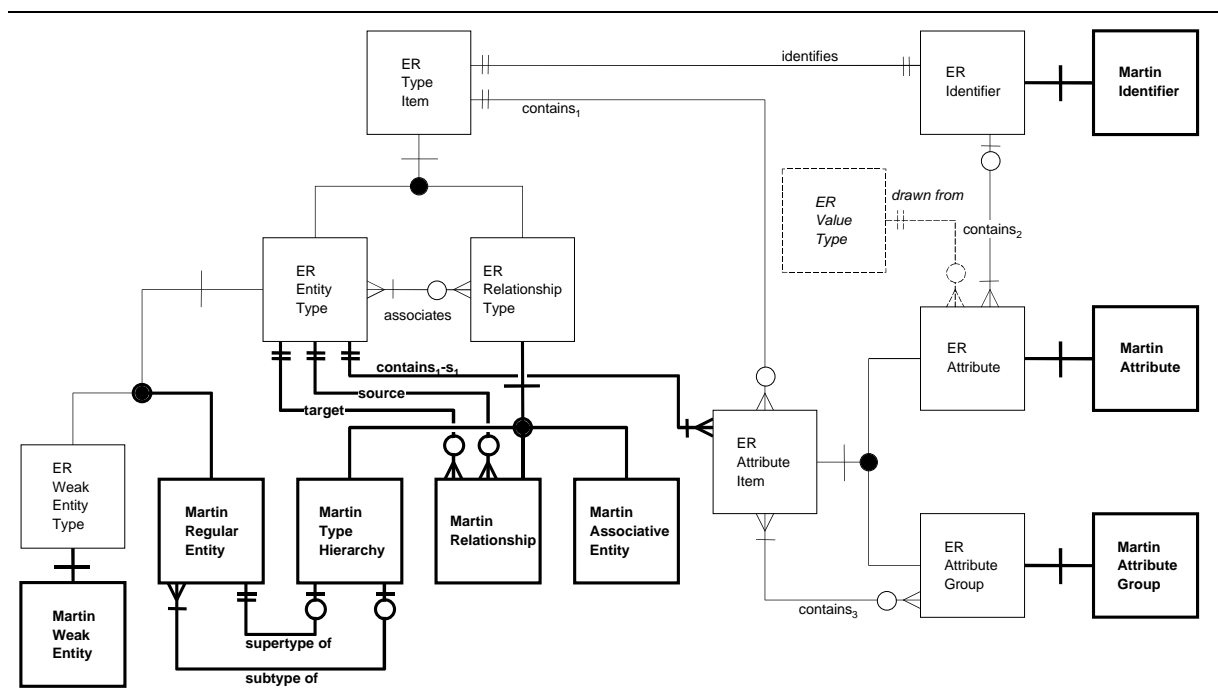 ER
Type
Item
identifies
ER
Identifier
Martin
Identifier
contains1
ER
Value
Type
drawn from
contains2
ER
Entity
Type
associates
ER
Relationship
Type
ER
Attribute
Martin
Attribute
contains1-s1
source
target
ER
Attribute
Item
ER
Weak
Entity
Type
Martin
Regular
Entity
Martin
Type
Hierarchy
Martin
Relationship
Martin
Associative
Entity
ER
Attribute
Group
Martin
Attribute
Group
contains3
Martin
Weak
Entity
supertype of
subtype of